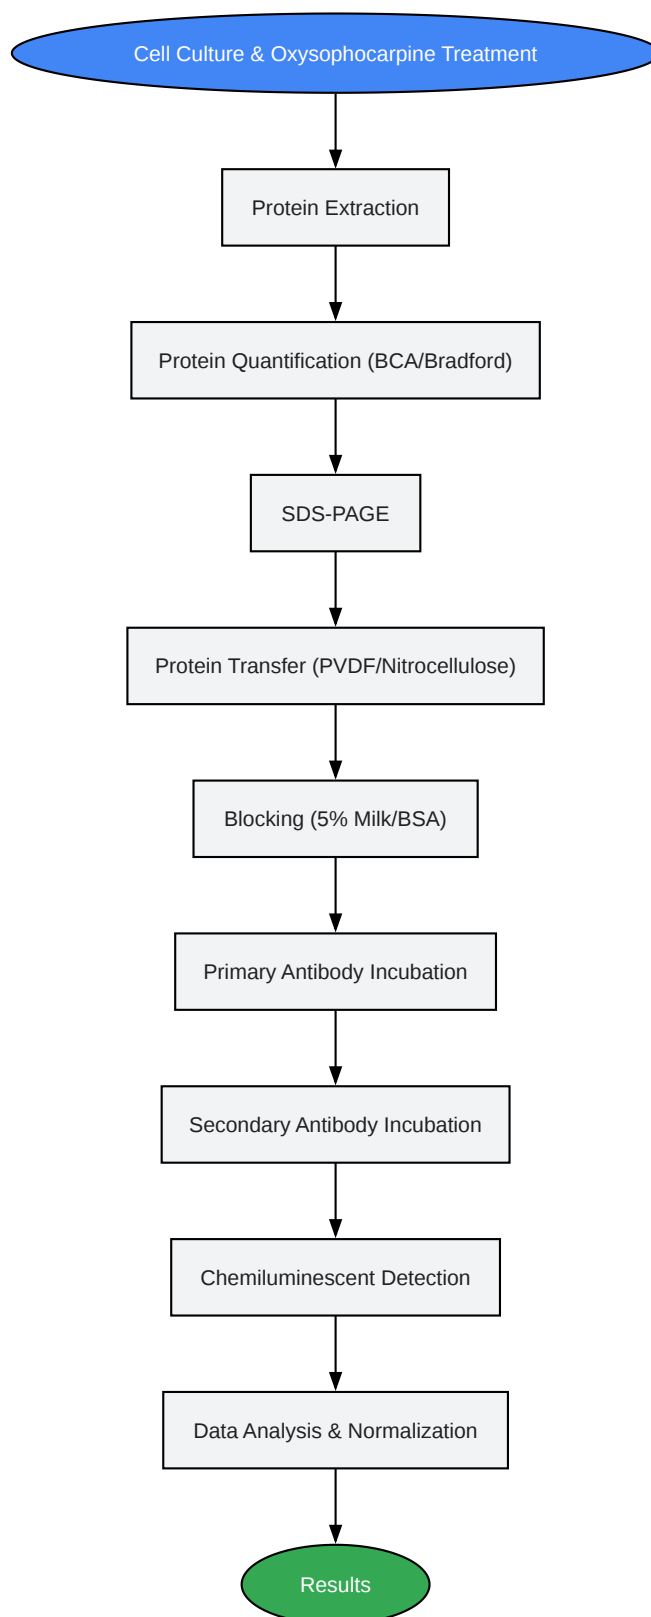 Cell Culture & Oxysophocarpine Treatment
Protein Extraction
Protein Quantification (BCA/Bradford)
SDS-PAGE
Protein Transfer (PVDF/Nitrocellulose)
Blocking (5% Milk/BSA)
Primary Antibody Incubation
Secondary Antibody Incubation
Chemiluminescent Detection
Data Analysis & Normalization
Results